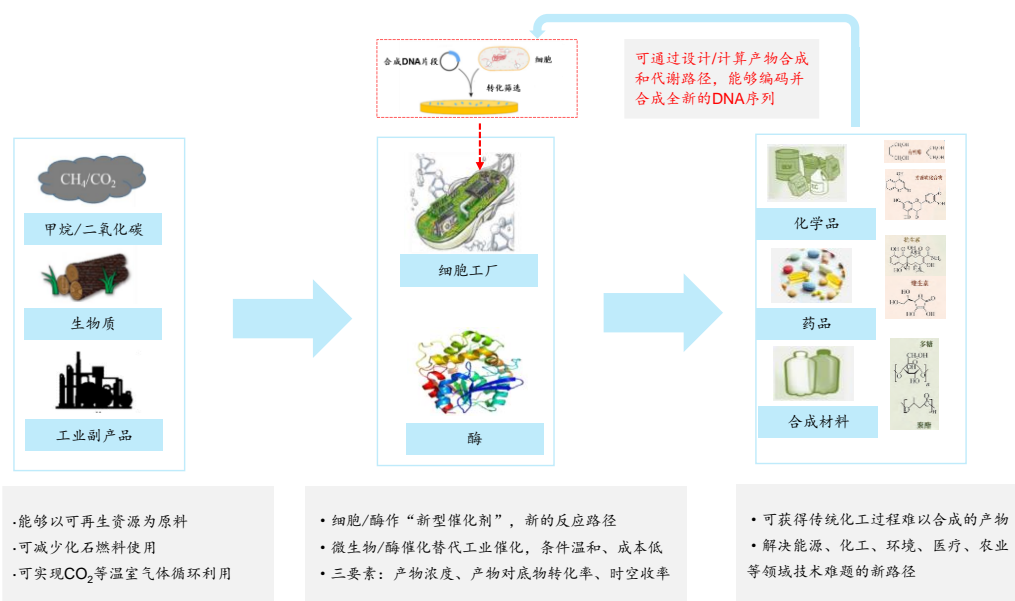 合成DNA片段
细胞
转化筛选
可通过设计/计算产物合成
和代谢路径，能够编码并
合成全新的DNA序列
CH4/CO2
甲烷/二氧化碳
生物质
工业副产品
细胞工厂
酶
化学品
药品
合成材料
抗生素
维生素
多糖
CH2OH
聚酯
·能够以可再生资源为原料
·可减少化石燃料使用
·可实现CO2等温室气体循环利用
• 细胞/酶作“新型催化剂”，新的反应路径
• 微生物/酶催化替代工业催化，条件温和、成本低
• 三要素：产物浓度、产物对底物转化率、时空收率
• 可获得传统化工过程难以合成的产物
• 解决能源、化工、环境、医疗、农业
等领域技术难题的新路径